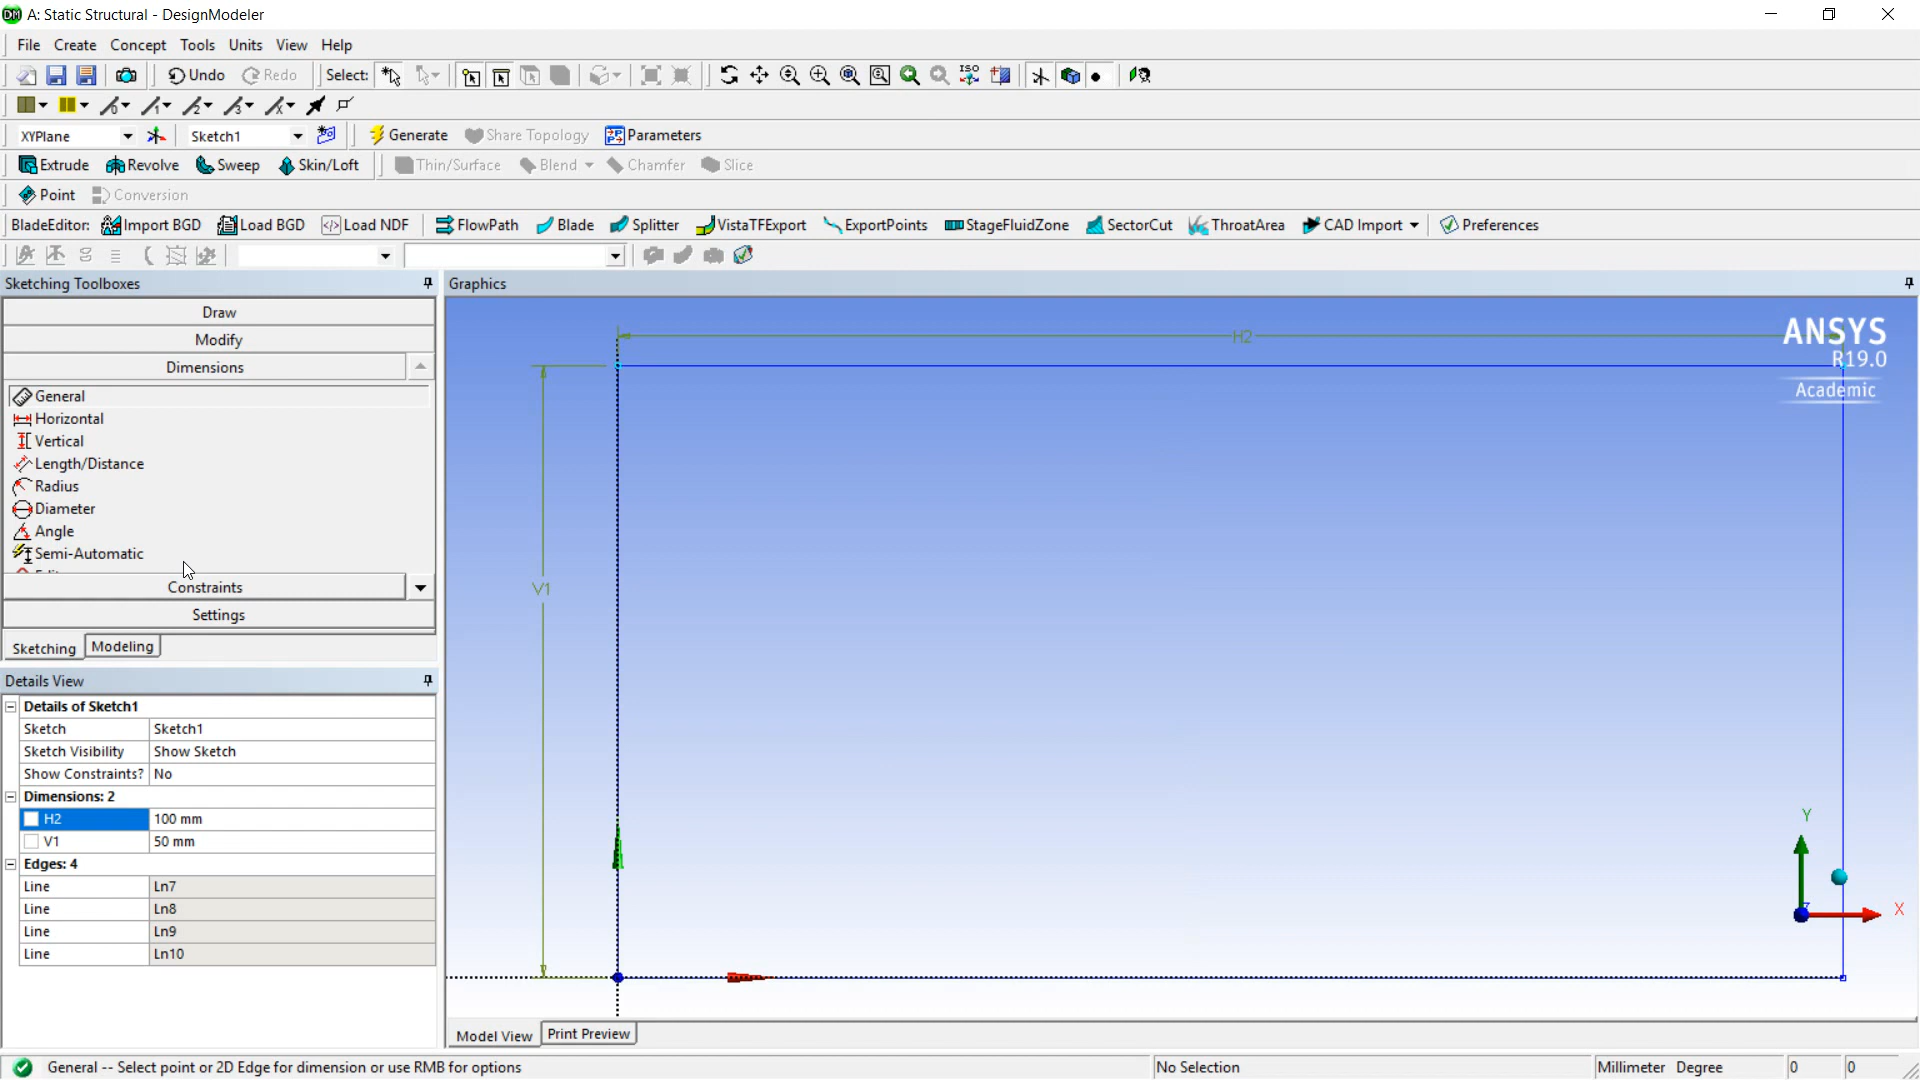 A: Static Structural - DesignModeler
File Create Concept Tools Units View Help
Undo Redo Select:
XYPlane Sketch1 Generate Share Topology Parameters
Extrude Revolve Sweep Skin/Loft Thin/Surface Blend Chamfer Slice
Point Conversion
BladeEditor: Import BGD Load BGD Load NDF FlowPath Blade Splitter VistaTFExport ExportPoints StageFluidZone SectorCut ThroatArea CAD Import Preferences
Sketching Toolboxes
Draw
Modify
Dimensions
General
Horizontal
Vertical
Length/Distance
Radius
Diameter
Angle
Semi-Automatic
Constraints
Settings
Sketching Modeling
Details View
Details of Sketch1
Sketch Sketch1
Sketch Visibility Show Sketch
Show Constraints? No
Dimensions: 2
H2 100 mm
V1 50 mm
Edges: 4
Line Ln7
Line Ln8
Line Ln9
Line Ln10
Graphics
H2
ANSYS
R19.0
Academic
V1
Y
X
Model View Print Preview
General -- Select point or 2D Edge for dimension or use RMB for options No Selection Millimeter Degree 0 0